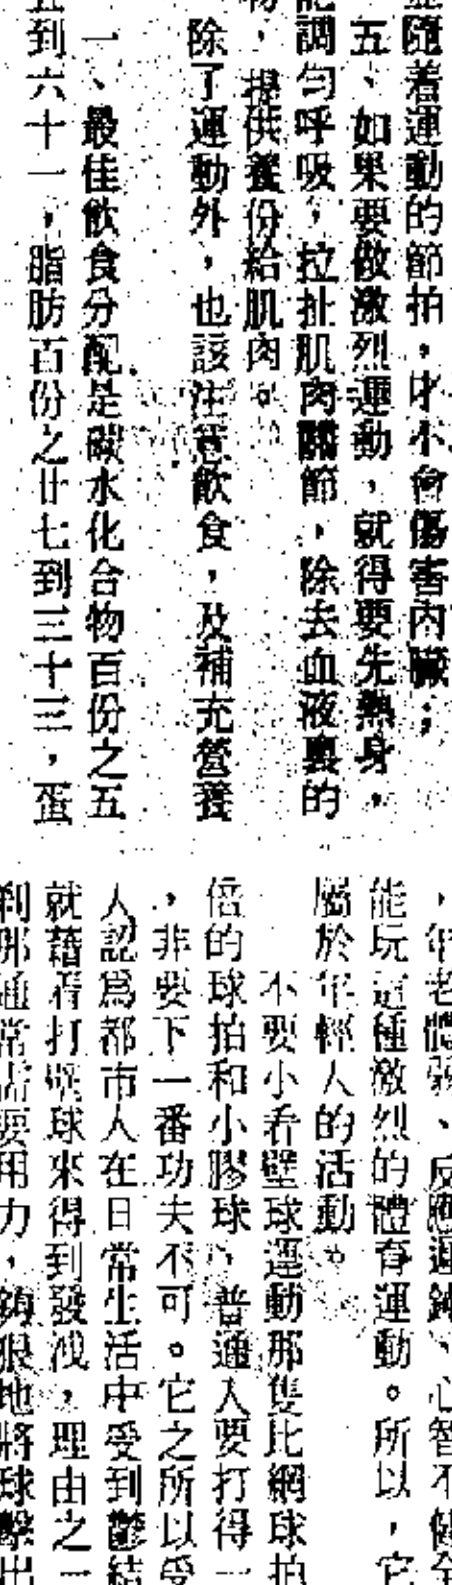 隨着運動的節拍，才不會傷害內臟；
五、如果要做激烈運動，就得要先熱身，
調勻呼吸，拉扯肌肉關節，除去血液裏的
，提供養份給肌肉。
除了運動外，也該注意飲食，及補充營養
一、最佳飲食分配是碳水化合物百份之五
到六十一，脂肪百份之廿七到三十三，蛋
，年老體弱、反應遲鈍、心智不健全
能玩這種激烈的體育運動。所以，它
屬於年輕人的活動。
不要小看壁球運動那隻比網球拍
倍的球拍和小膠球，普通人要打得一
，非要下一番功夫不可。它之所以受
人認爲都市人在日常生活中受到鬱結
就藉着打壁球來得到發洩，理由之一
刹那通常需要用力，狠地將球擊出